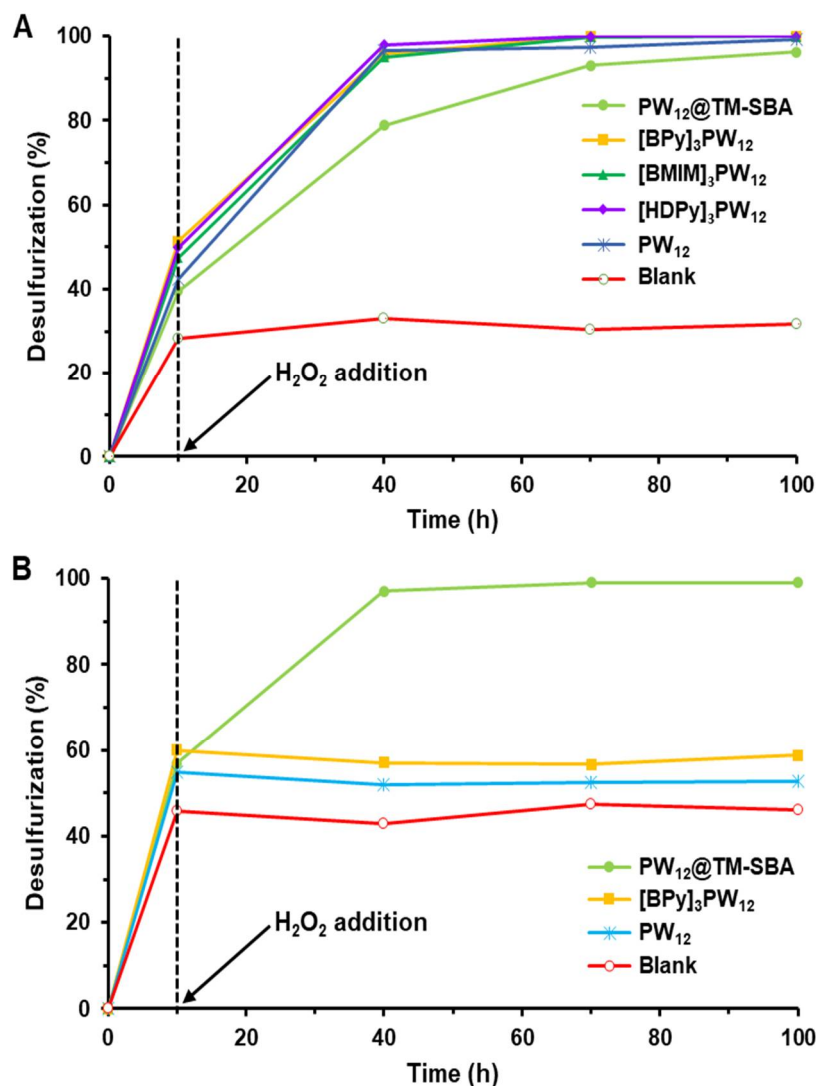 A
100
80
60
40
20
0
Desulfurization (%)
PW₁₂@TM-SBA
[BPy]₃PW₁₂
[BMIM]₃PW₁₂
[HDPy]₃PW₁₂
PW₁₂
Blank
H₂O₂ addition
0 20 40 60 80 100
Time (h)
B
100
80
60
40
20
0
Desulfurization (%)
PW₁₂@TM-SBA
[BPy]₃PW₁₂
PW₁₂
Blank
H₂O₂ addition
0 20 40 60 80 100
Time (h)